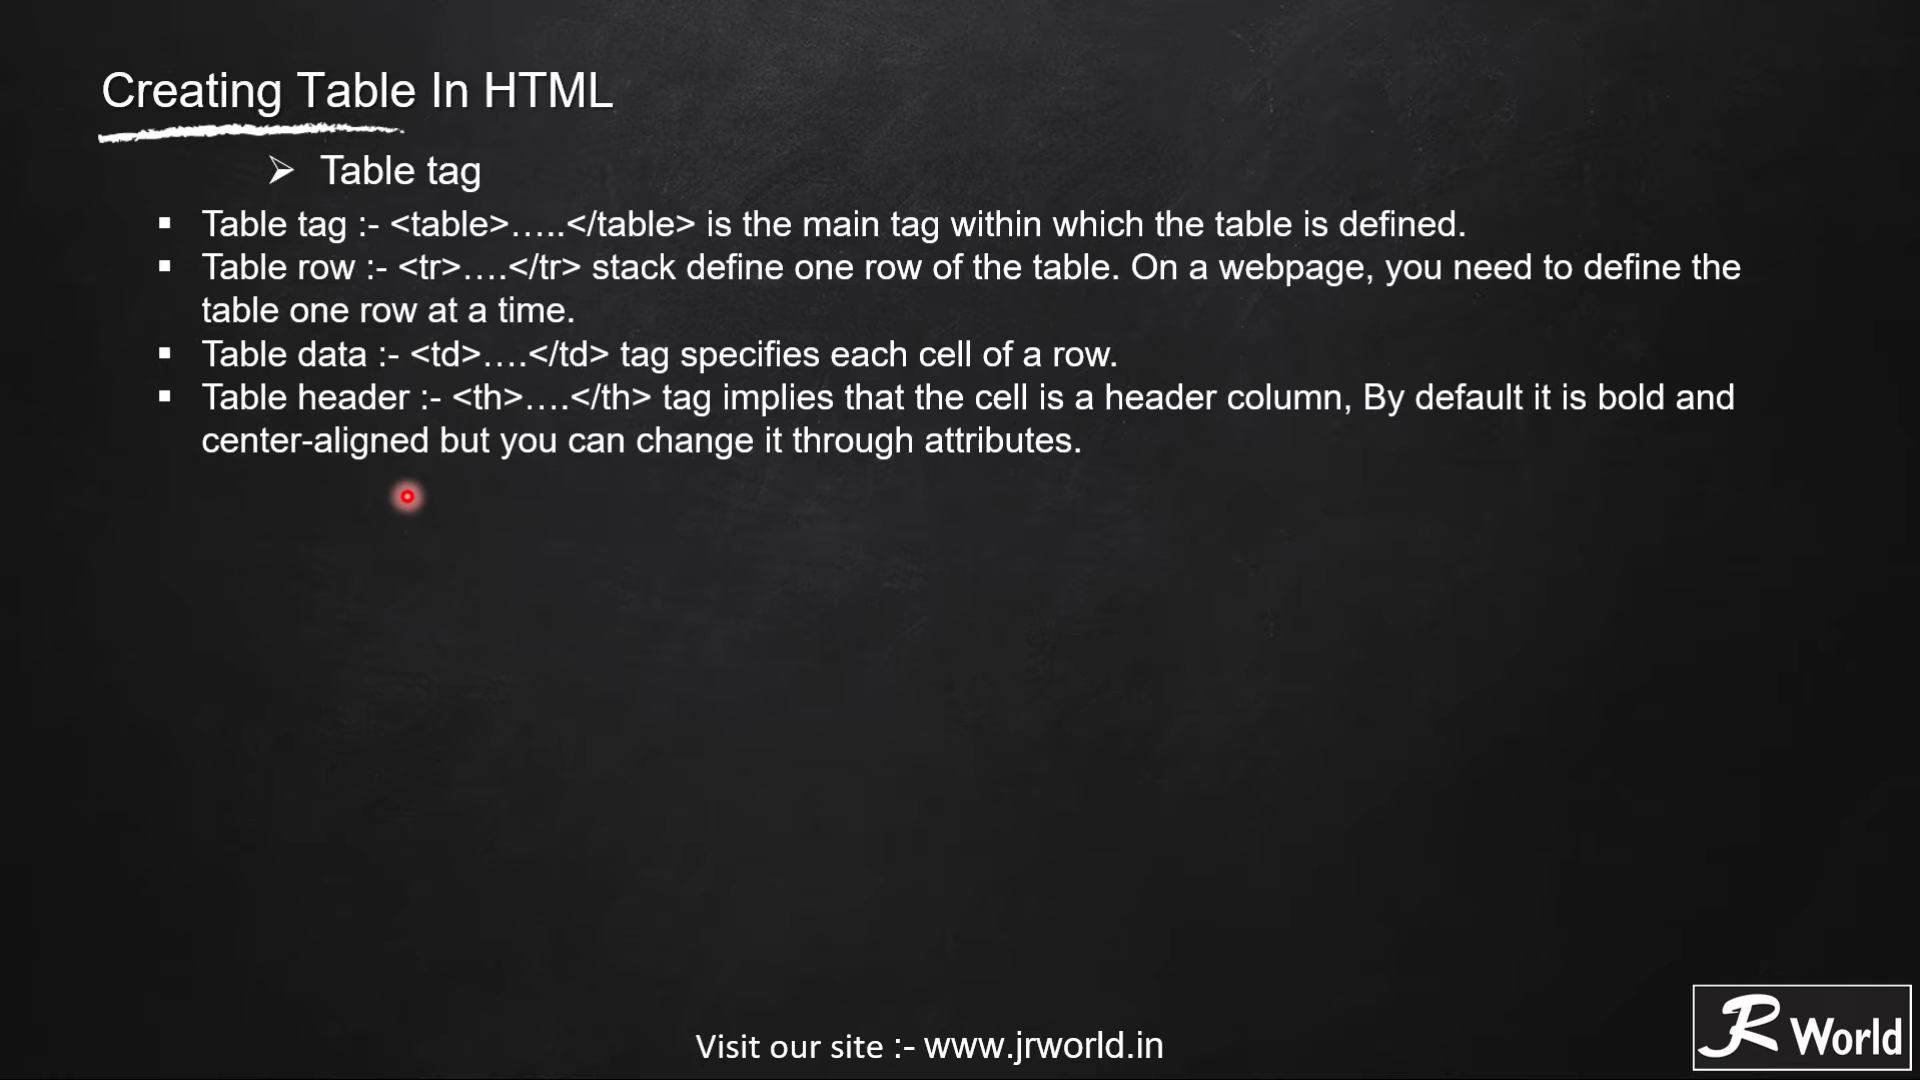 Creating Table In HTML
➢ Table tag
▪ Table tag :- <table>…..</table> is the main tag within which the table is defined.
▪ Table row :- <tr>….</tr> stack define one row of the table. On a webpage, you need to define the
table one row at a time.
▪ Table data :- <td>….</td> tag specifies each cell of a row.
▪ Table header :- <th>….</th> tag implies that the cell is a header column, By default it is bold and
center-aligned but you can change it through attributes.
Visit our site :- www.jrworld.in
JR World